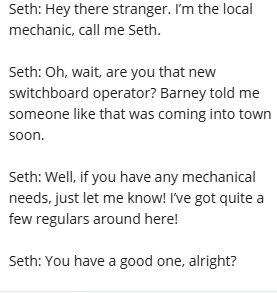 Seth: Hey there stranger. I’m the local
mechanic, call me Seth.
Seth: Oh, wait, are you that new
switchboard operator? Barney told me
someone like that was coming into town
soon.
Seth: Well, if you have any mechanical
needs, just let me know! I’ve got quite a
few regulars around here!
Seth: You have a good one, alright?